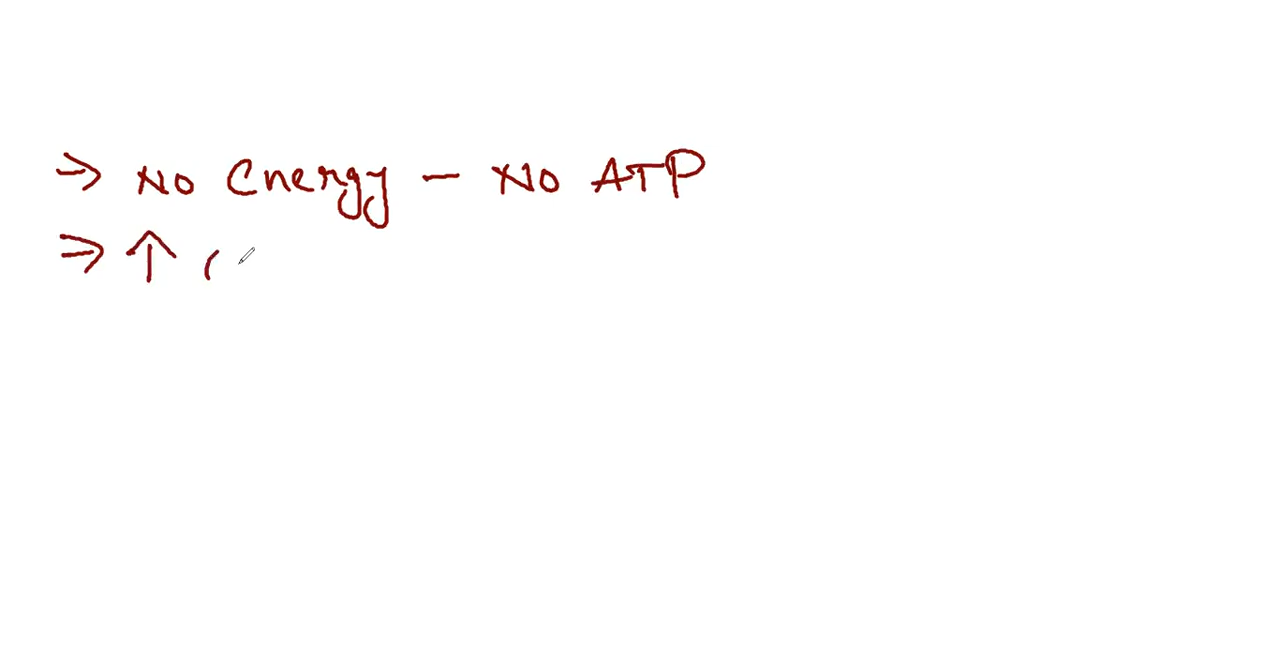 → No Energy - No ATP
⇒ ↑ (